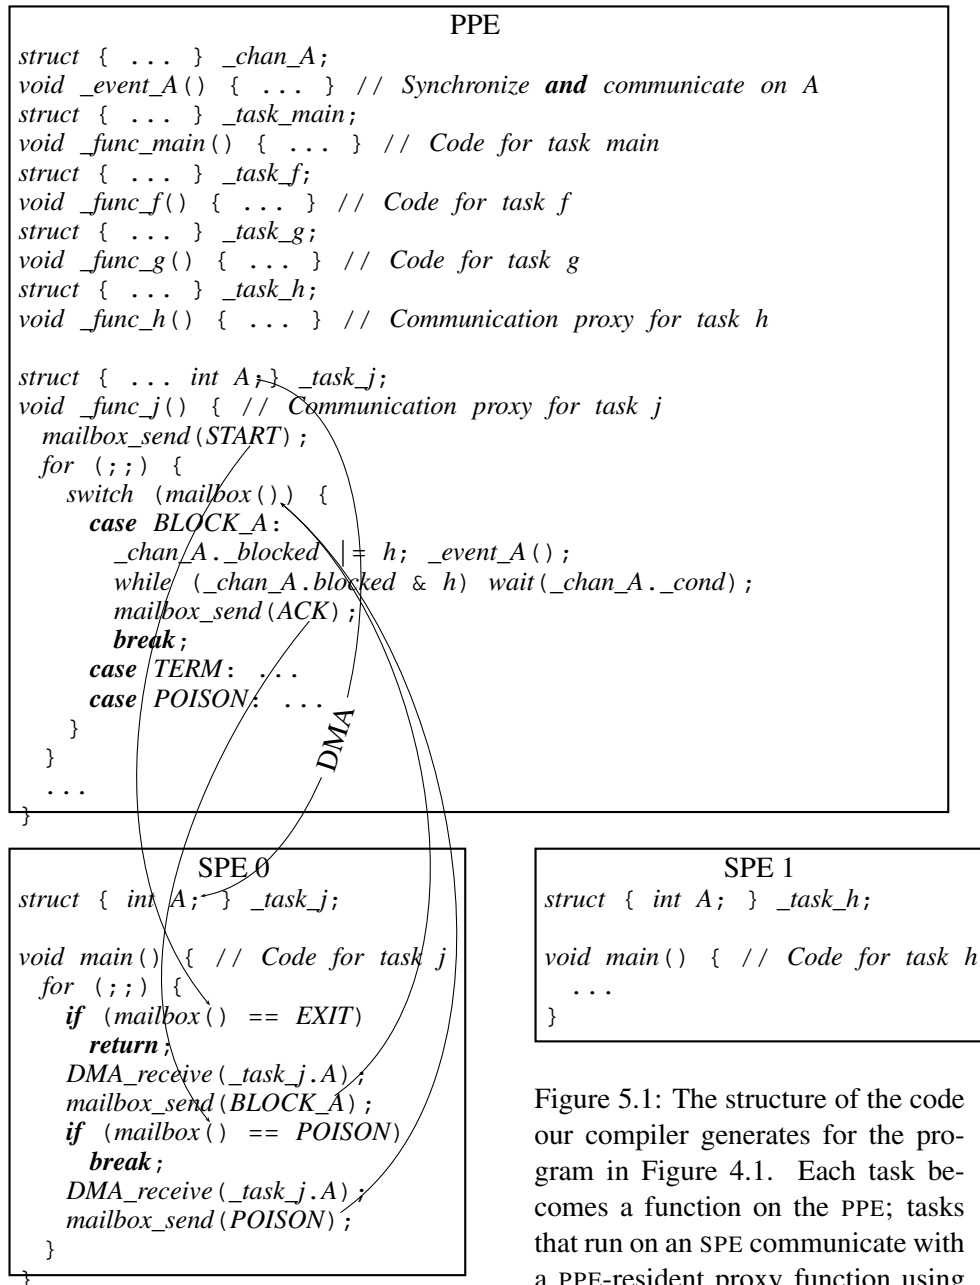 PPE
struct { ... } _chan_A;
void _event_A() { ... } // Synchronize and communicate on A
struct { ... } _task_main;
void _func_main() { ... } // Code for task main
struct { ... } _task_f;
void _func_f() { ... } // Code for task f
struct { ... } _task_g;
void _func_g() { ... } // Code for task g
struct { ... } _task_h;
void _func_h() { ... } // Communication proxy for task h
struct { ... int A;} _task_j;
void _func_j() { // Communication proxy for task j
mailbox_send(START);
for (;;) {
switch (mailbox()) {
case BLOCK_A:
_chan_A._blocked |= h; _event_A();
while (_chan_A.blocked & h) wait(_chan_A._cond);
mailbox_send(ACK);
break;
case TERM: ...
case POISON: ...
}
}
...
}
DMA
SPE 0
struct { int A; } _task_j;
void main() { // Code for task j
for (;;) {
if (mailbox() == EXIT)
return;
DMA_receive(_task_j.A);
mailbox_send(BLOCK_A);
if (mailbox() == POISON)
break;
DMA_receive(_task_j.A);
mailbox_send(POISON);
}
}
SPE 1
struct { int A; } _task_h;
void main() { // Code for task h
...
}
Figure 5.1: The structure of the code
our compiler generates for the pro-
gram in Figure 4.1. Each task be-
comes a function on the PPE; tasks
that run on an SPE communicate with
a PPE-resident proxy function using